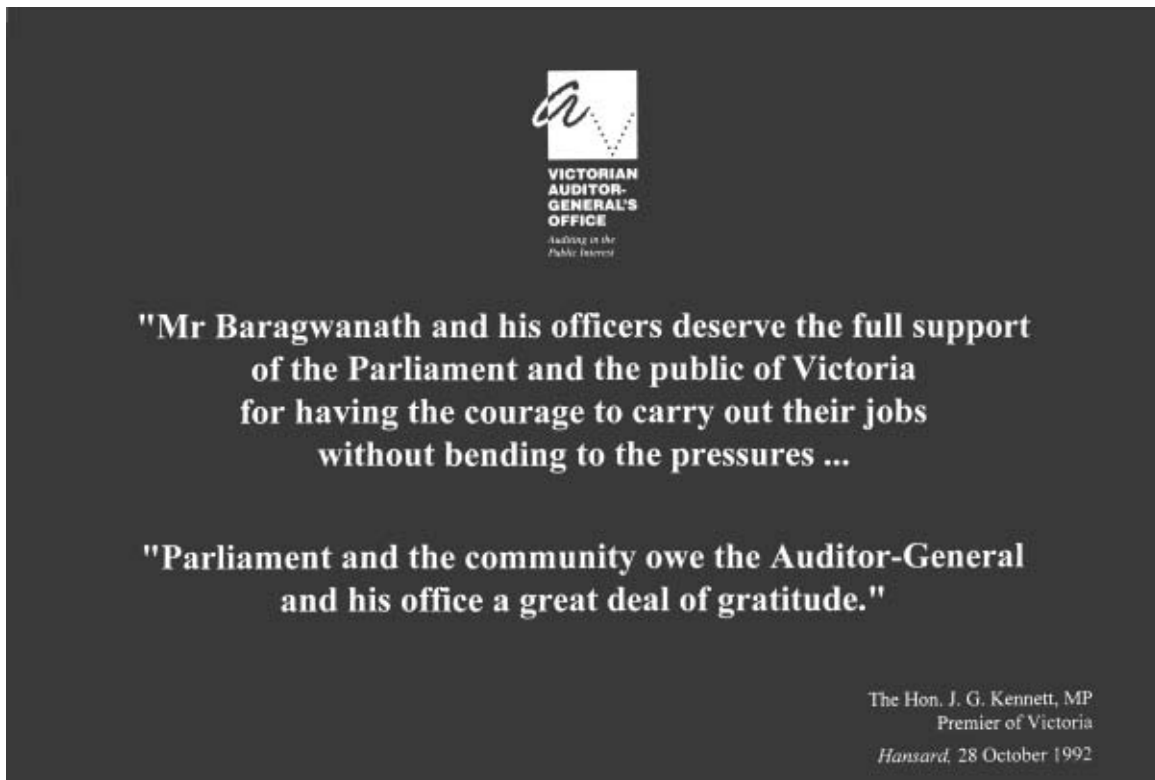 VICTORIAN
AUDITOR-
GENERAL'S
OFFICE
Auditing in the
Public Interest
"Mr Baragwanath and his officers deserve the full support
of the Parliament and the public of Victoria
for having the courage to carry out their jobs
without bending to the pressures ...
"Parliament and the community owe the Auditor-General
and his office a great deal of gratitude."
The Hon. J. G. Kennett, MP
Premier of Victoria
Hansard, 28 October 1992